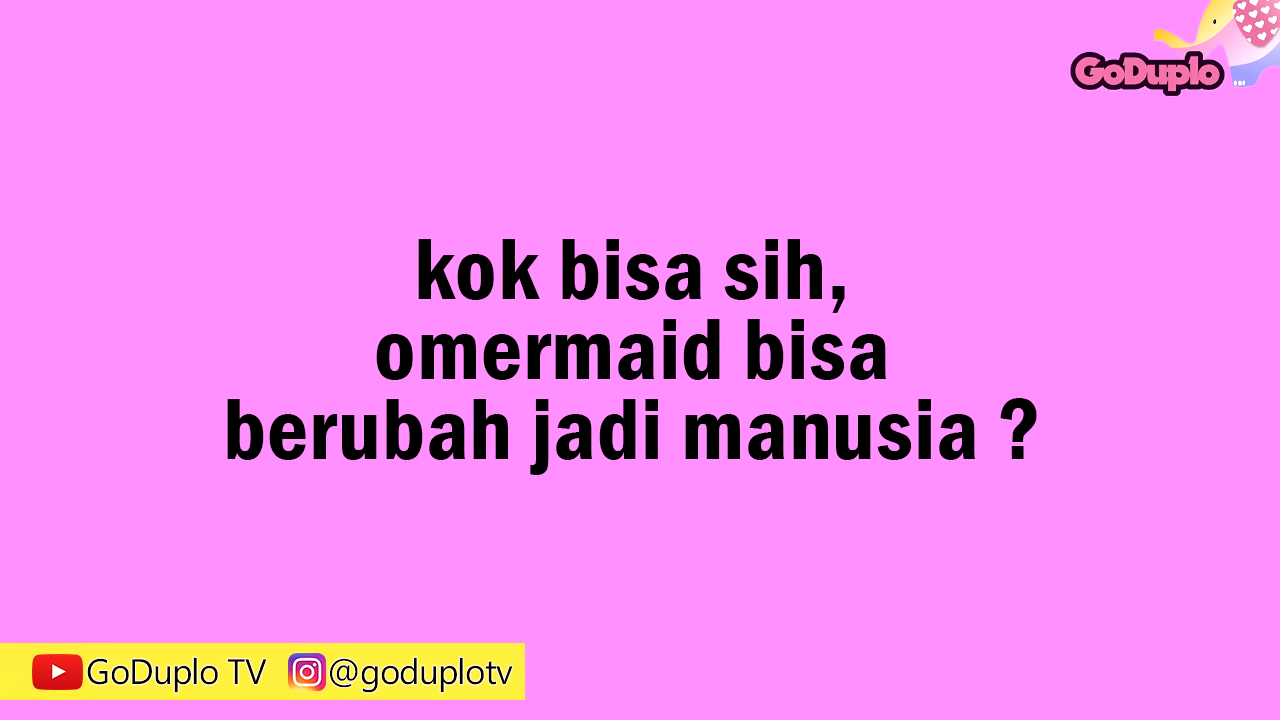 GoDuplo
kok bisa sih,
omermaid bisa
berubah jadi manusia ?
GoDuplo TV @goduplotv